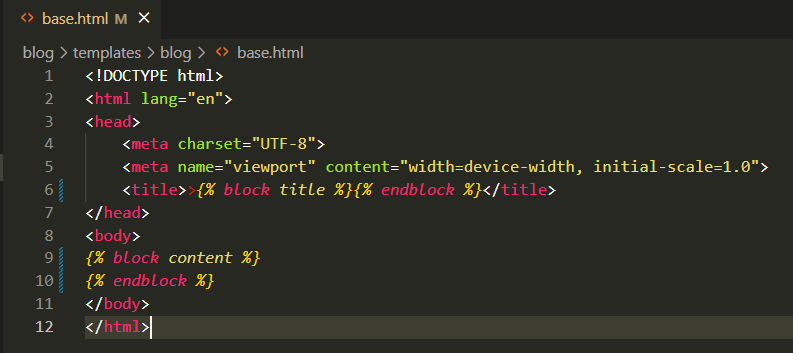 <> base.html M ×
blog > templates > blog > <> base.html
1 <!DOCTYPE html>
2 <html lang="en">
3 <head>
4     <meta charset="UTF-8">
5     <meta name="viewport" content="width=device-width, initial-scale=1.0">
6     <title>>{% block title %}{% endblock %}</title>
7 </head>
8 <body>
9 {% block content %}
10 {% endblock %}
11 </body>
12 </html>